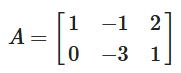 A = [1 −1 2
0 −3 1]